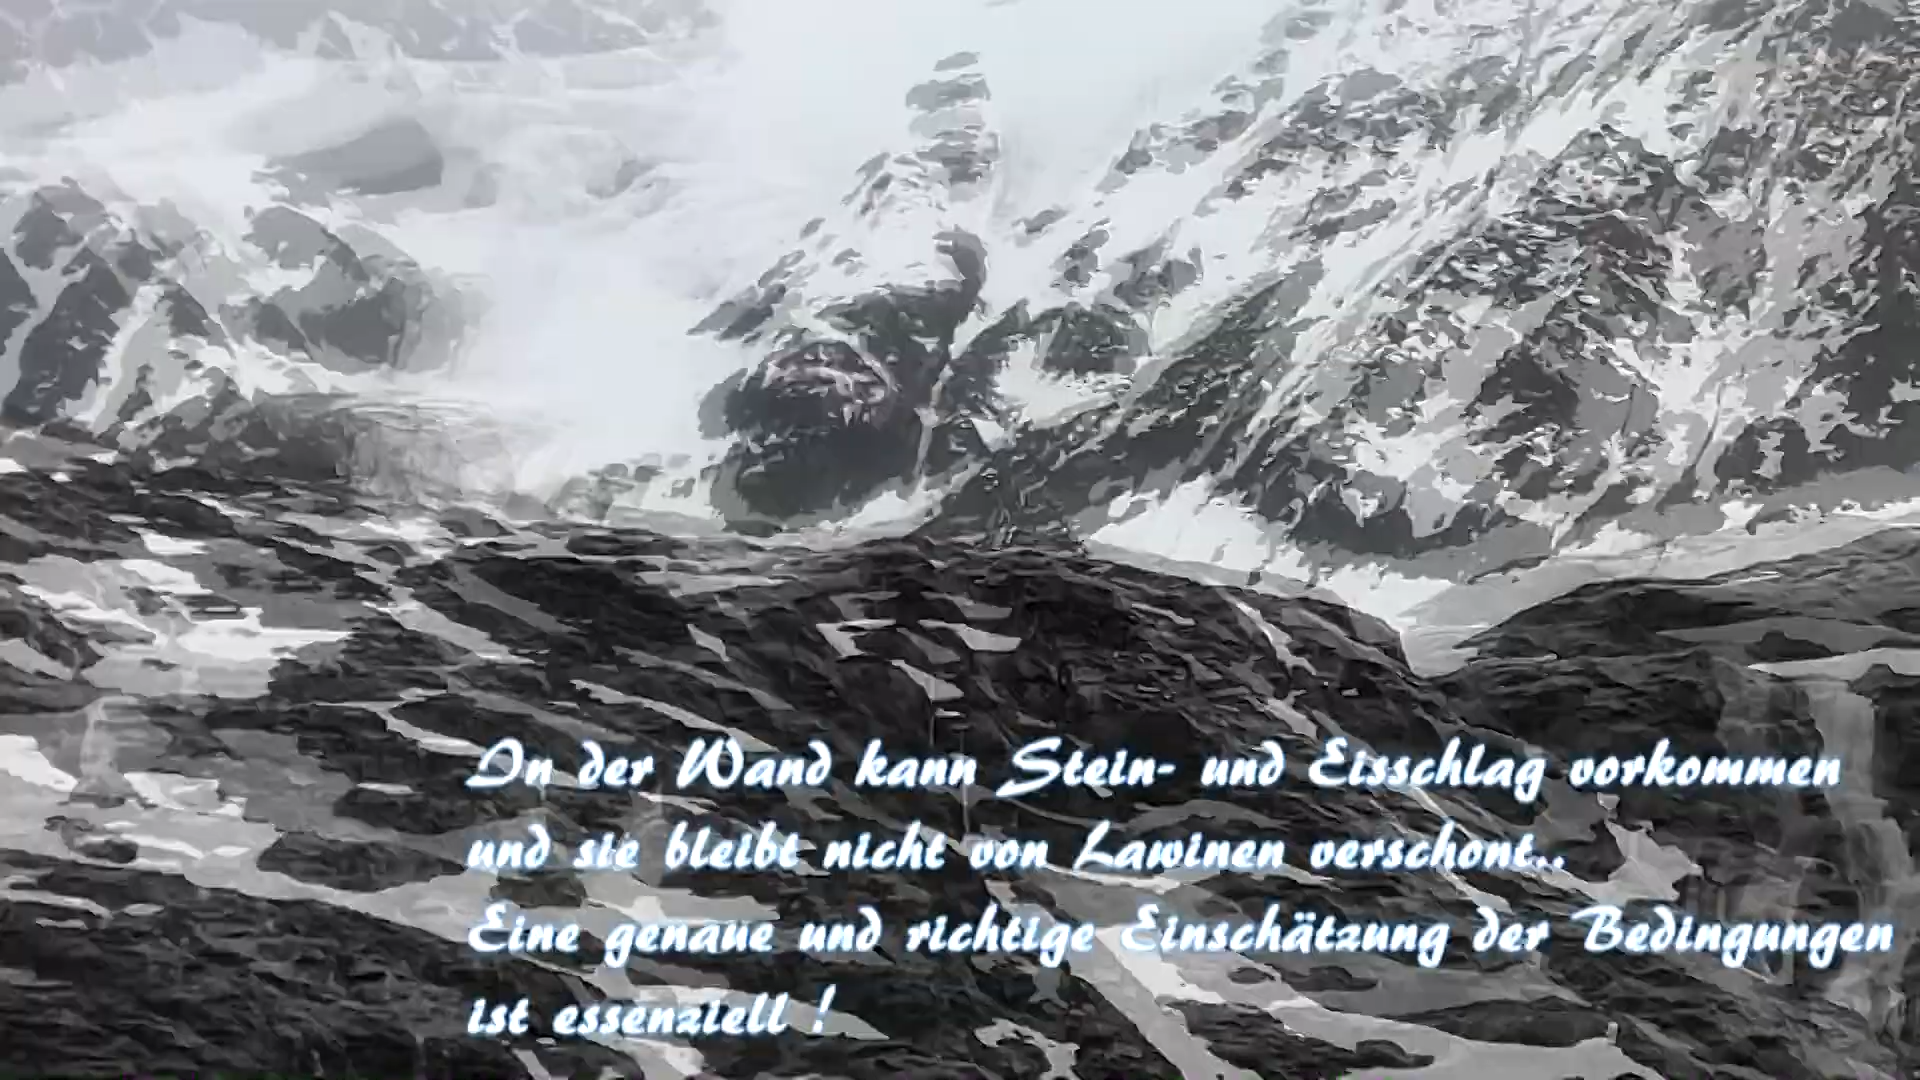 In der Wand kann Stein- und Eisschlag vorkommen
und sie bleibt nicht von Lawinen verschont..
Eine genaue und richtige Einschätzung der Bedingungen
ist essenziell !